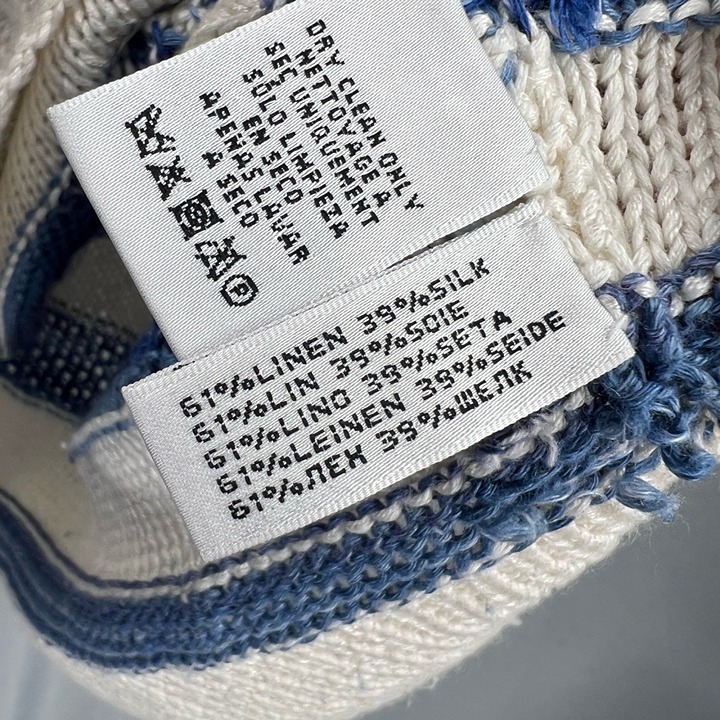 DRY CLEAN ONLY
NETTOYAGE A
SEC UNIQUEMENT
SOLO LIMPIEZA
EN SECO
APENAS LAVAR
A SECO
P
61%LINEN 39%SILK
61%LIN 39%SOIE
61%LINO 39%SETA
61%LEINEN 39%SEIDE
61%ЛЕН 39%ШЕЛК